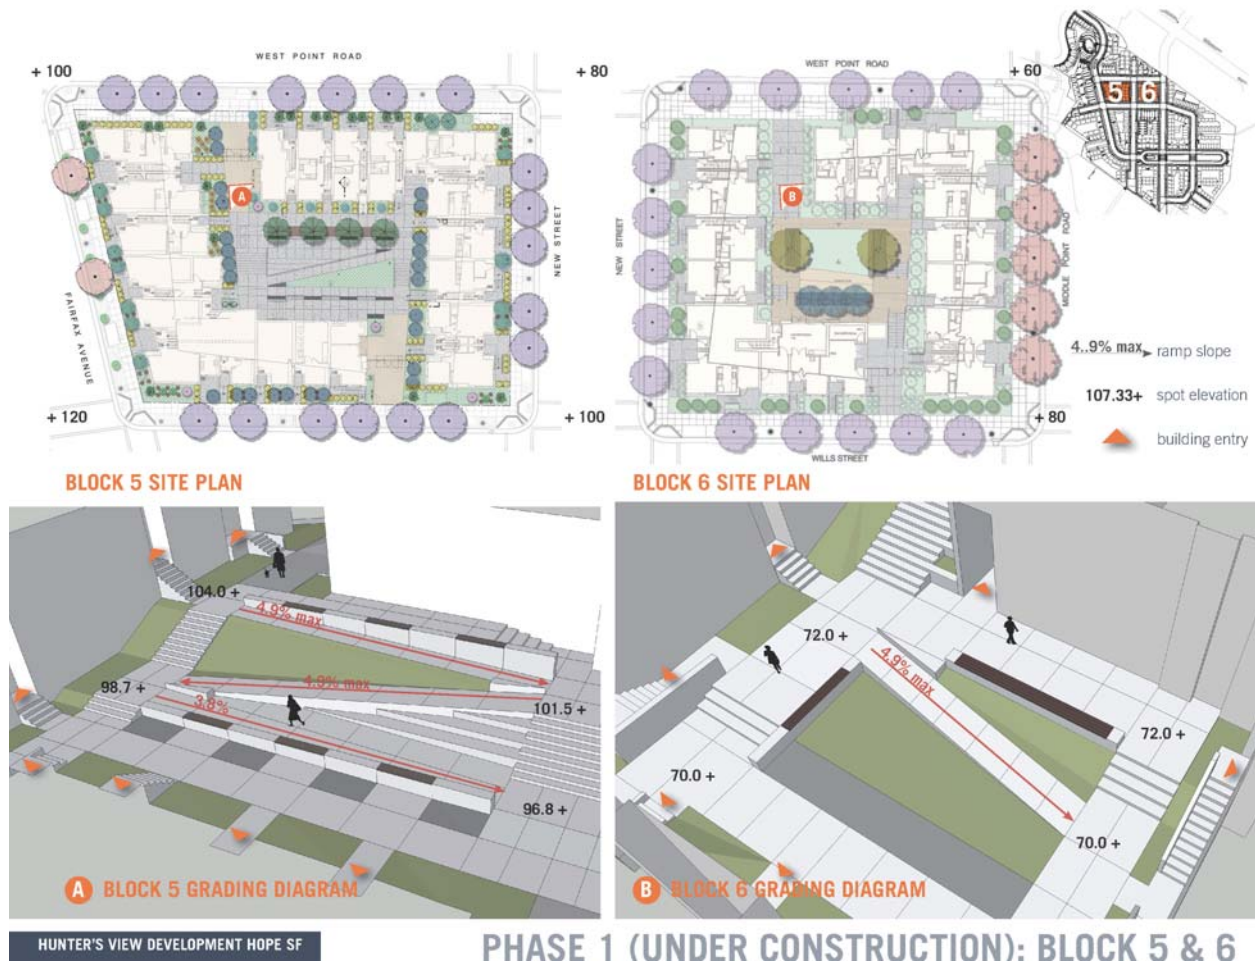 WEST POINT ROAD
+ 100
+ 80
A
NEW STREET
FAIRFAX AVENUE
+ 120
+ 100
BLOCK 5 SITE PLAN
WEST POINT ROAD
+ 60
5 6
B
NEW STREET
MIDDLE POINT ROAD
+ 80
WILLS STREET
BLOCK 6 SITE PLAN
4..9% max ramp slope
107.33+ spot elevation
building entry
104.0 +
4.9% max
98.7 +
4.9% max
3.8%
101.5 +
96.8 +
A BLOCK 5 GRADING DIAGRAM
72.0 +
4.9% max
72.0 +
70.0 +
70.0 +
B BLOCK 6 GRADING DIAGRAM
HUNTER'S VIEW DEVELOPMENT HOPE SF
PHASE 1 (UNDER CONSTRUCTION): BLOCK 5 & 6